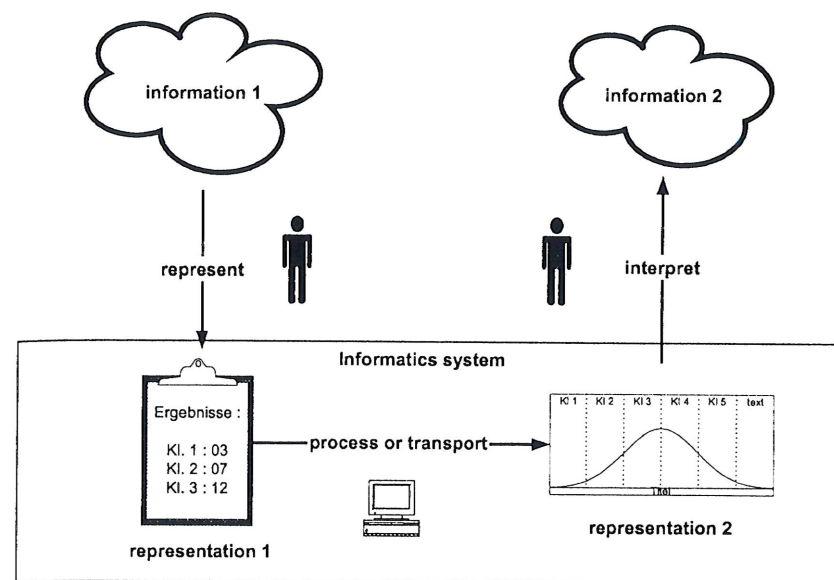 information 1
information 2
represent
interpret
Informatics system
Ergebnisse :
Kl. 1 : 03
Kl. 2 : 07
Kl. 3 : 12
process or transport
Kl 1 Kl 2 Kl 3 Kl 4 Kl 5 text
representation 1
representation 2